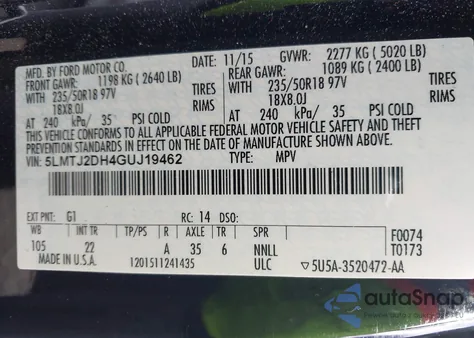 MFD. BY FORD MOTOR CO.
11/15 GVWR: 2277 KG ( 5020 LB)
FRONT GAWR: 1198 KG ( 2640 LB)
REAR GAWR: 1089 KG ( 2400 LB)
WITH 235/50R18 97V TIRES
18X8.0J RIMS
WITH 235/50R18 97V TIRES
18X8.0J RIMS
AT 240 kPa/ 35 PSI COLD
AT 240 kPa/ 35 PSI COLD
THIS VEHICLE CONFORMS TO ALL APPLICABLE FEDERAL MOTOR VEHICLE SAFETY
AND THEFT PREVENTION STANDARDS IN EFFECT ON THE DATE OF MANUFACTURE SHOWN ABOVE.
VIN: 5LMTJ2DH4GUJ19462 TYPE: MPV
EXT PNT: G1 RC: 14 DSO:
WB INT TR TP/PS R A TR SPR F0074
105 22 A 35 6 NNLL T0173
MADE IN U.S.A. 1201511241435 ULC 5U5A-3520472-AA
autoSnap